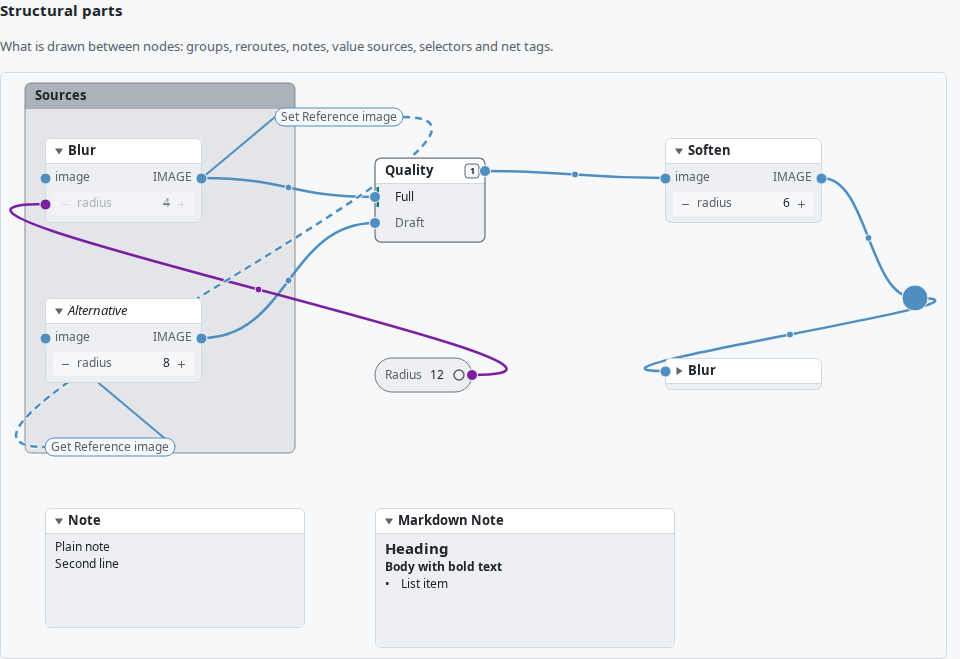 Structural parts
What is drawn between nodes: groups, reroutes, notes, value sources, selectors and net tags.
Sources
Set Reference image
Blur
image IMAGE
− radius 4 +
Quality 1
Full
Draft
Soften
image IMAGE
− radius 6 +
Alternative
image IMAGE
− radius 8 +
Radius 12
Blur
Get Reference image
Note
Plain note
Second line
Markdown Note
Heading
Body with bold text
• List item